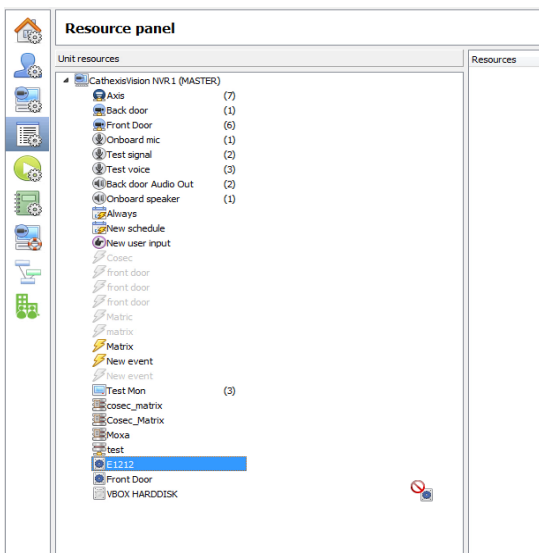 Resource panel
Unit resources
Resources
CathexisVision NVR1 (MASTER)
Axis (7)
Back door (1)
Front Door (6)
Onboard mic (1)
Test signal (2)
Test voice (3)
Back door Audio Out (2)
Onboard speaker (1)
Always
New schedule
New user input
Cosec
front door
front door
front door
Matric
matrix
Matrix
New event
New event
Test Mon (3)
cosec_matrix
Cosec_Matrix
Moxa
test
E1212
Front Door
VBOX HARDDISK